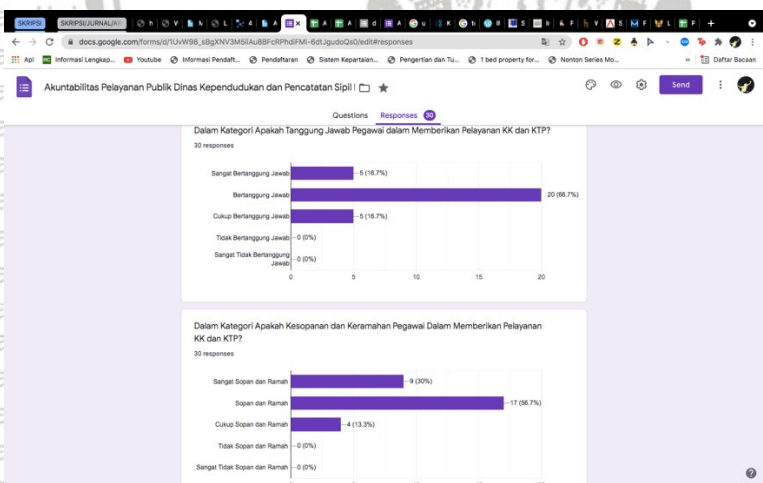 SKRIPSI
SKRIPSI/JURNAL/AR
docs.google.com/forms/d/1UvW98_s8gXNV3M5iiAu8BFcRPhdiFMI-6dtJgudoQs0/edit#responses
Apl
Informasi Lengkap...
Youtube
Informasi Pendaft...
Pendaftaran
Sistem Kepartaian...
Pengertian dan Tu...
1 bed property for...
Nonton Series Mo...
»
Daftar Bacaan
Akuntabilitas Pelayanan Publik Dinas Kependudukan dan Pencatatan Sipil
Send
Questions
Responses 30
Dalam Kategori Apakah Tanggung Jawab Pegawai dalam Memberikan Pelayanan KK dan KTP?
30 responses
Sangat Bertanggung Jawab 5 (16.7%)
Bertanggung Jawab 20 (66.7%)
Cukup Bertanggung Jawab 5 (16.7%)
Tidak Bertanggung Jawab 0 (0%)
Sangat Tidak Bertanggung
Jawab 0 (0%)
0 5 10 15 20
Dalam Kategori Apakah Kesopanan dan Keramahan Pegawai Dalam Memberikan Pelayanan
KK dan KTP?
30 responses
Sangat Sopan dan Ramah 9 (30%)
Sopan dan Ramah 17 (56.7%)
Cukup Sopan dan Ramah 4 (13.3%)
Tidak Sopan dan Ramah 0 (0%)
Sangat Tidak Sopan dan Ramah 0 (0%)